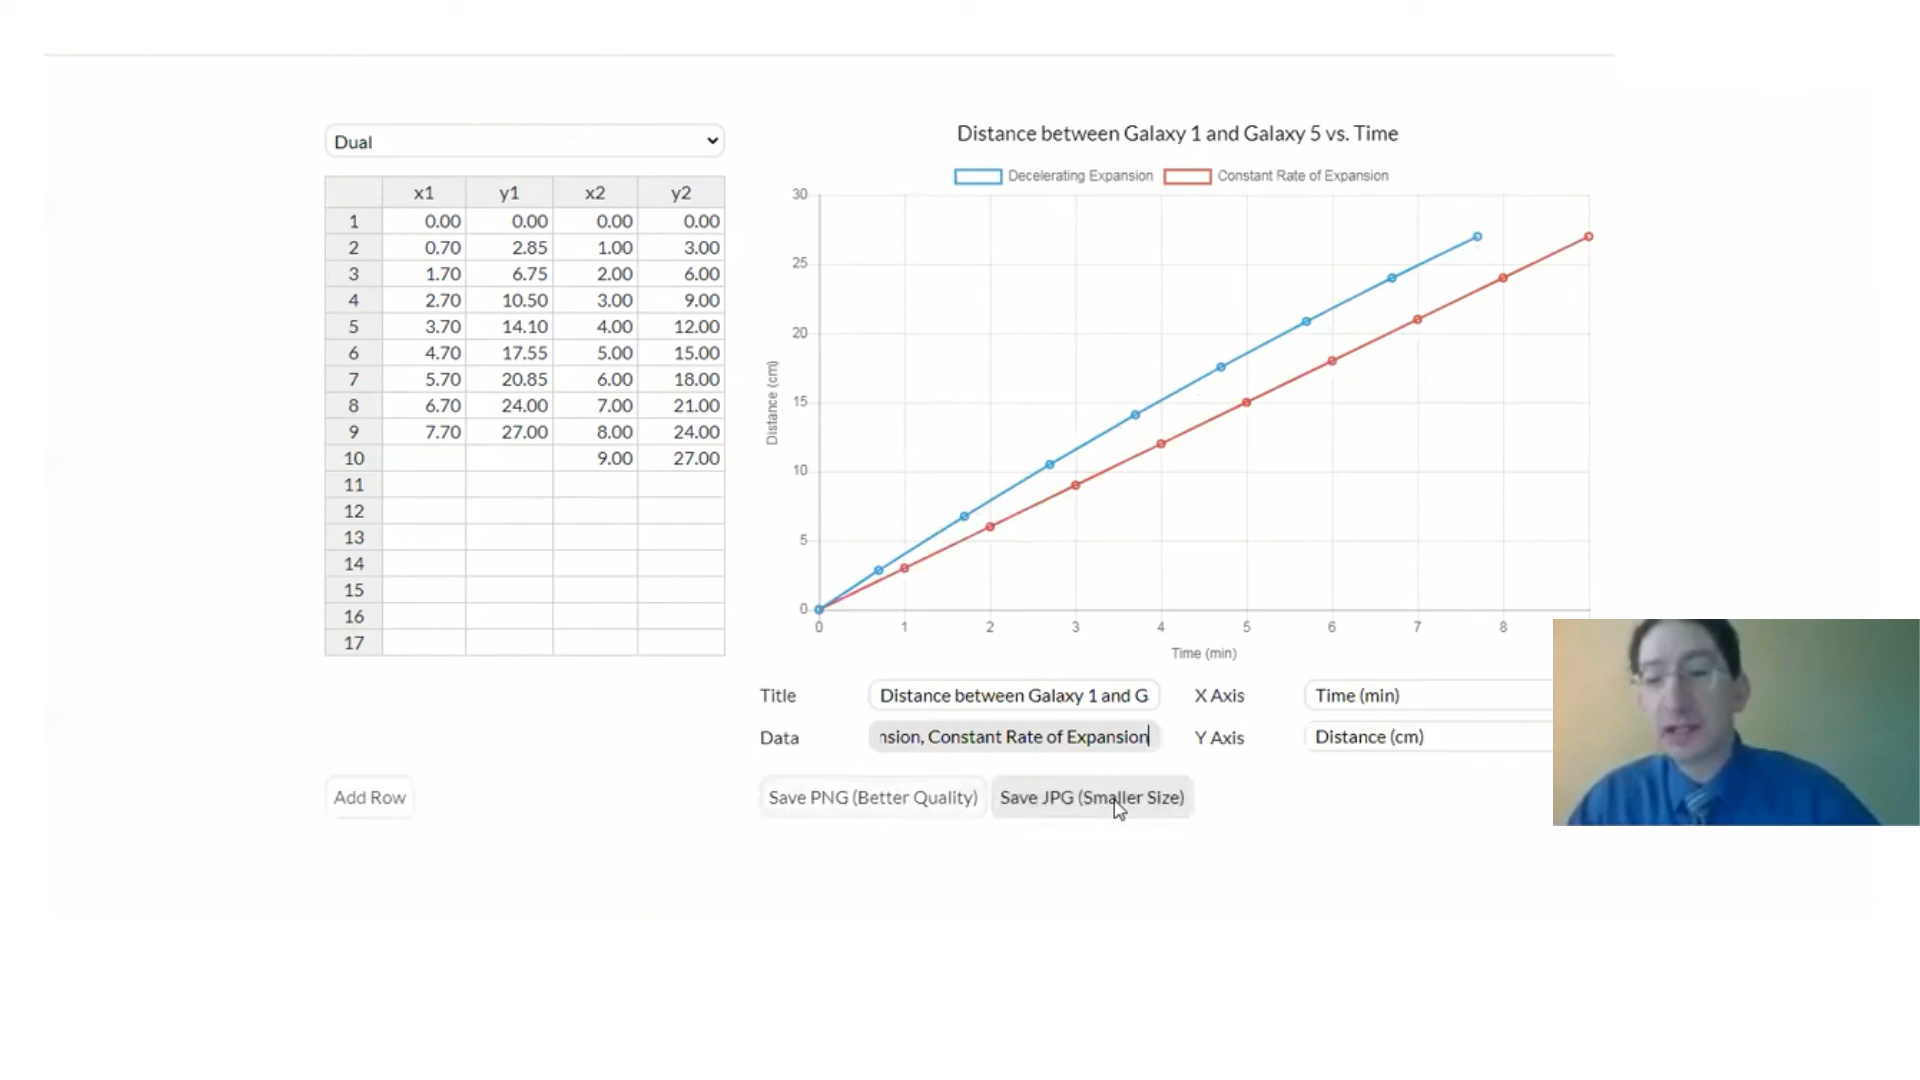 Dual
x1 y1 x2 y2
1 0.00 0.00 0.00 0.00
2 0.70 2.85 1.00 3.00
3 1.70 6.75 2.00 6.00
4 2.70 10.50 3.00 9.00
5 3.70 14.10 4.00 12.00
6 4.70 17.55 5.00 15.00
7 5.70 20.85 6.00 18.00
8 6.70 24.00 7.00 21.00
9 7.70 27.00 8.00 24.00
10 9.00 27.00
11
12
13
14
15
16
17
Add Row
Distance between Galaxy 1 and Galaxy 5 vs. Time
Decelerating Expansion Constant Rate of Expansion
30
25
20
15
10
5
0
Distance (cm)
0 1 2 3 4 5 6 7 8
Time (min)
Title Distance between Galaxy 1 and G X Axis Time (min)
Data nsion, Constant Rate of Expansion Y Axis Distance (cm)
Save PNG (Better Quality) Save JPG (Smaller Size)